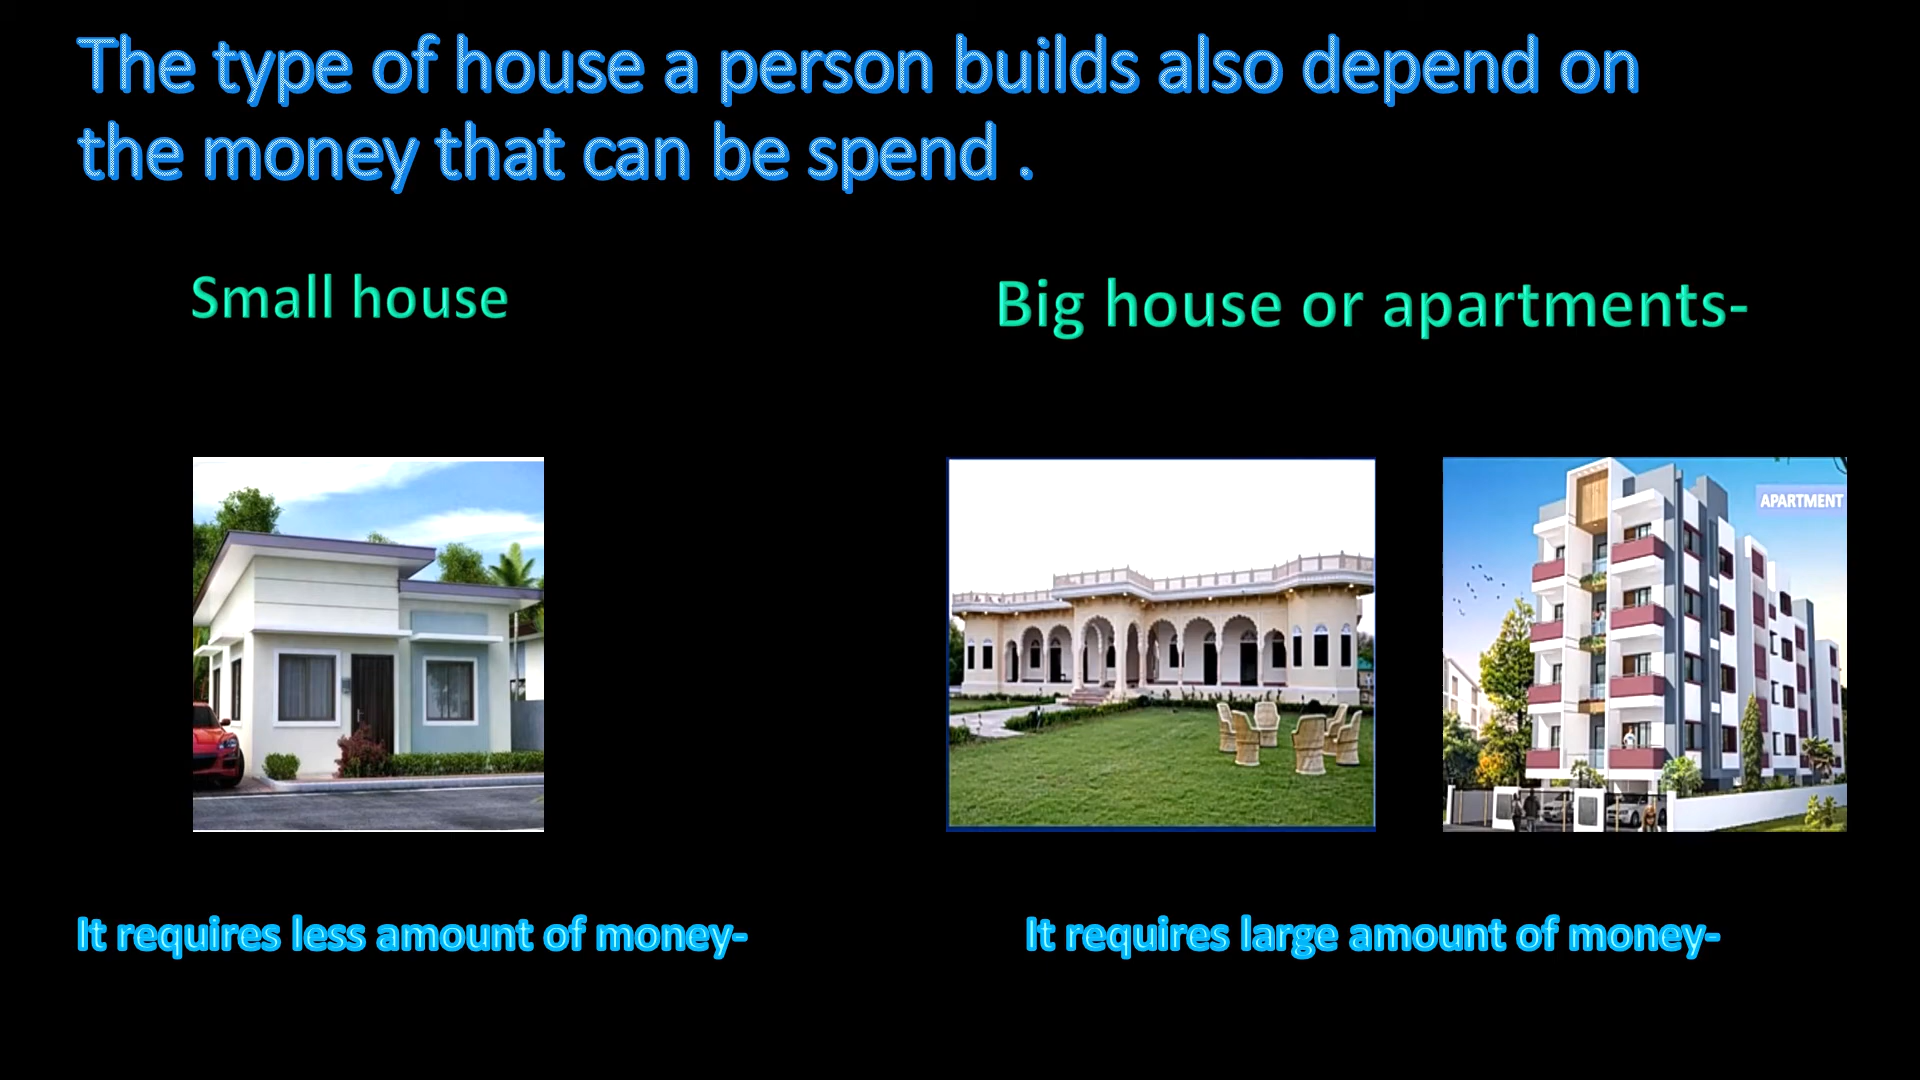 The type of house a person builds also depend on
the money that can be spend .
Small house
Big house or apartments-
APARTMENT
It requires less amount of money-
It requires large amount of money-